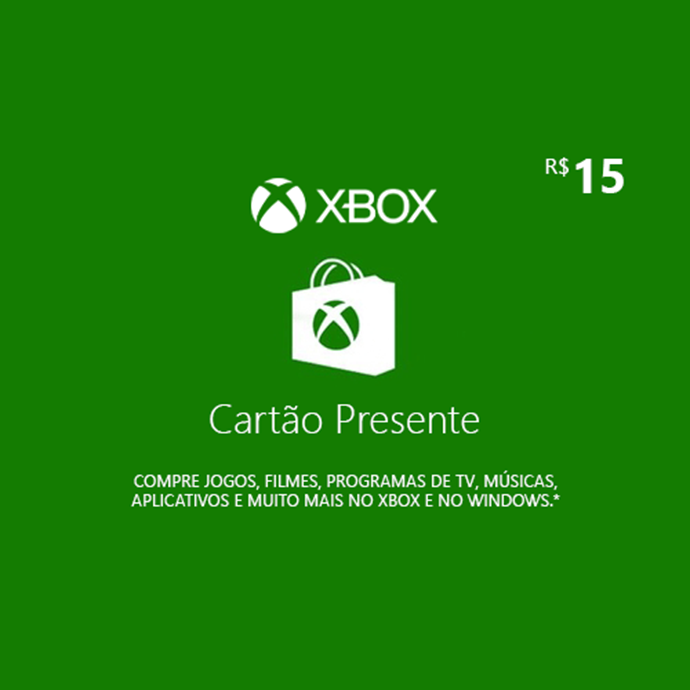 R$ 15
XBOX
Cartão Presente
COMPRE JOGOS, FILMES, PROGRAMAS DE TV, MÚSICAS,
APLICATIVOS E MUITO MAIS NO XBOX E NO WINDOWS.*